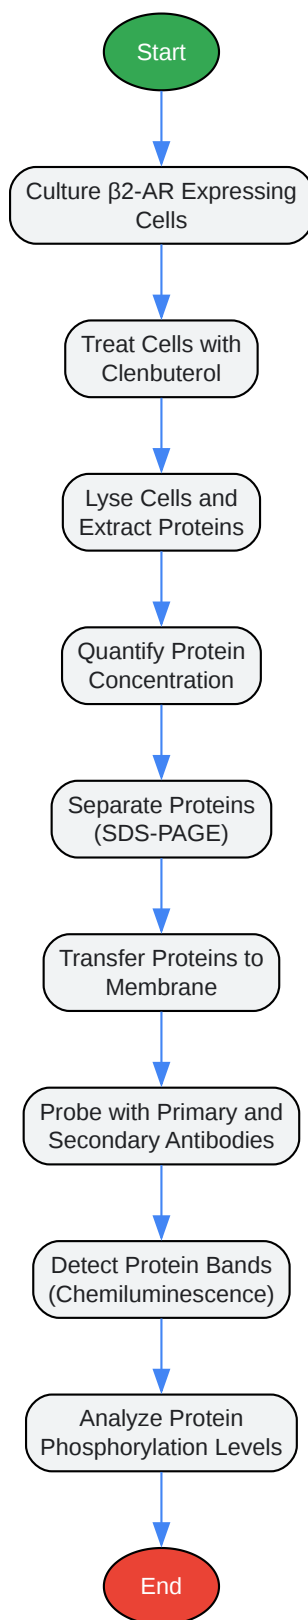 Start
Culture β2-AR Expressing
Cells
Treat Cells with
Clenbuterol
Lyse Cells and
Extract Proteins
Quantify Protein
Concentration
Separate Proteins
(SDS-PAGE)
Transfer Proteins to
Membrane
Probe with Primary and
Secondary Antibodies
Detect Protein Bands
(Chemiluminescence)
Analyze Protein
Phosphorylation Levels
End